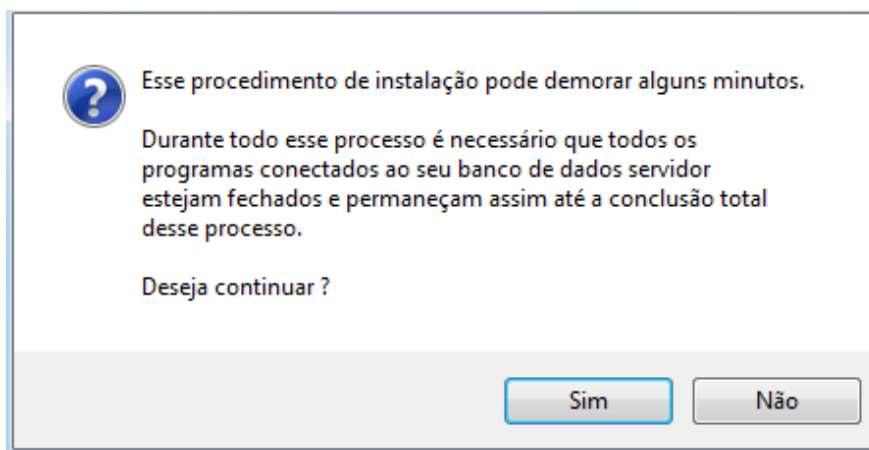 Esse procedimento de instalação pode demorar alguns minutos.
Durante todo esse processo é necessário que todos os
programas conectados ao seu banco de dados servidor
estejam fechados e permaneçam assim até a conclusão total
desse processo.
Deseja continuar ?
Sim
Não